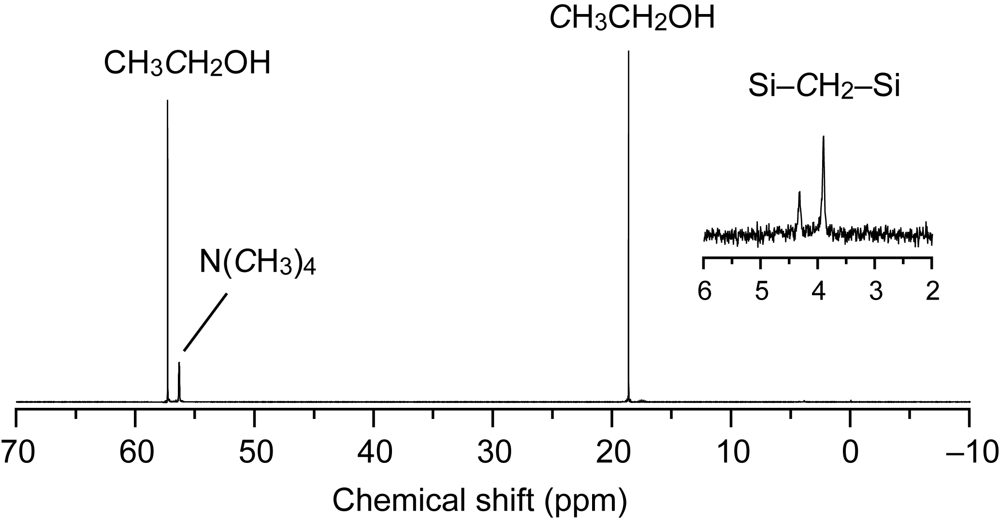 CH3CH2OH
CH3CH2OH
Si–CH2–Si
N(CH3)4
6 5 4 3 2
70 60 50 40 30 20 10 0 –10
Chemical shift (ppm)